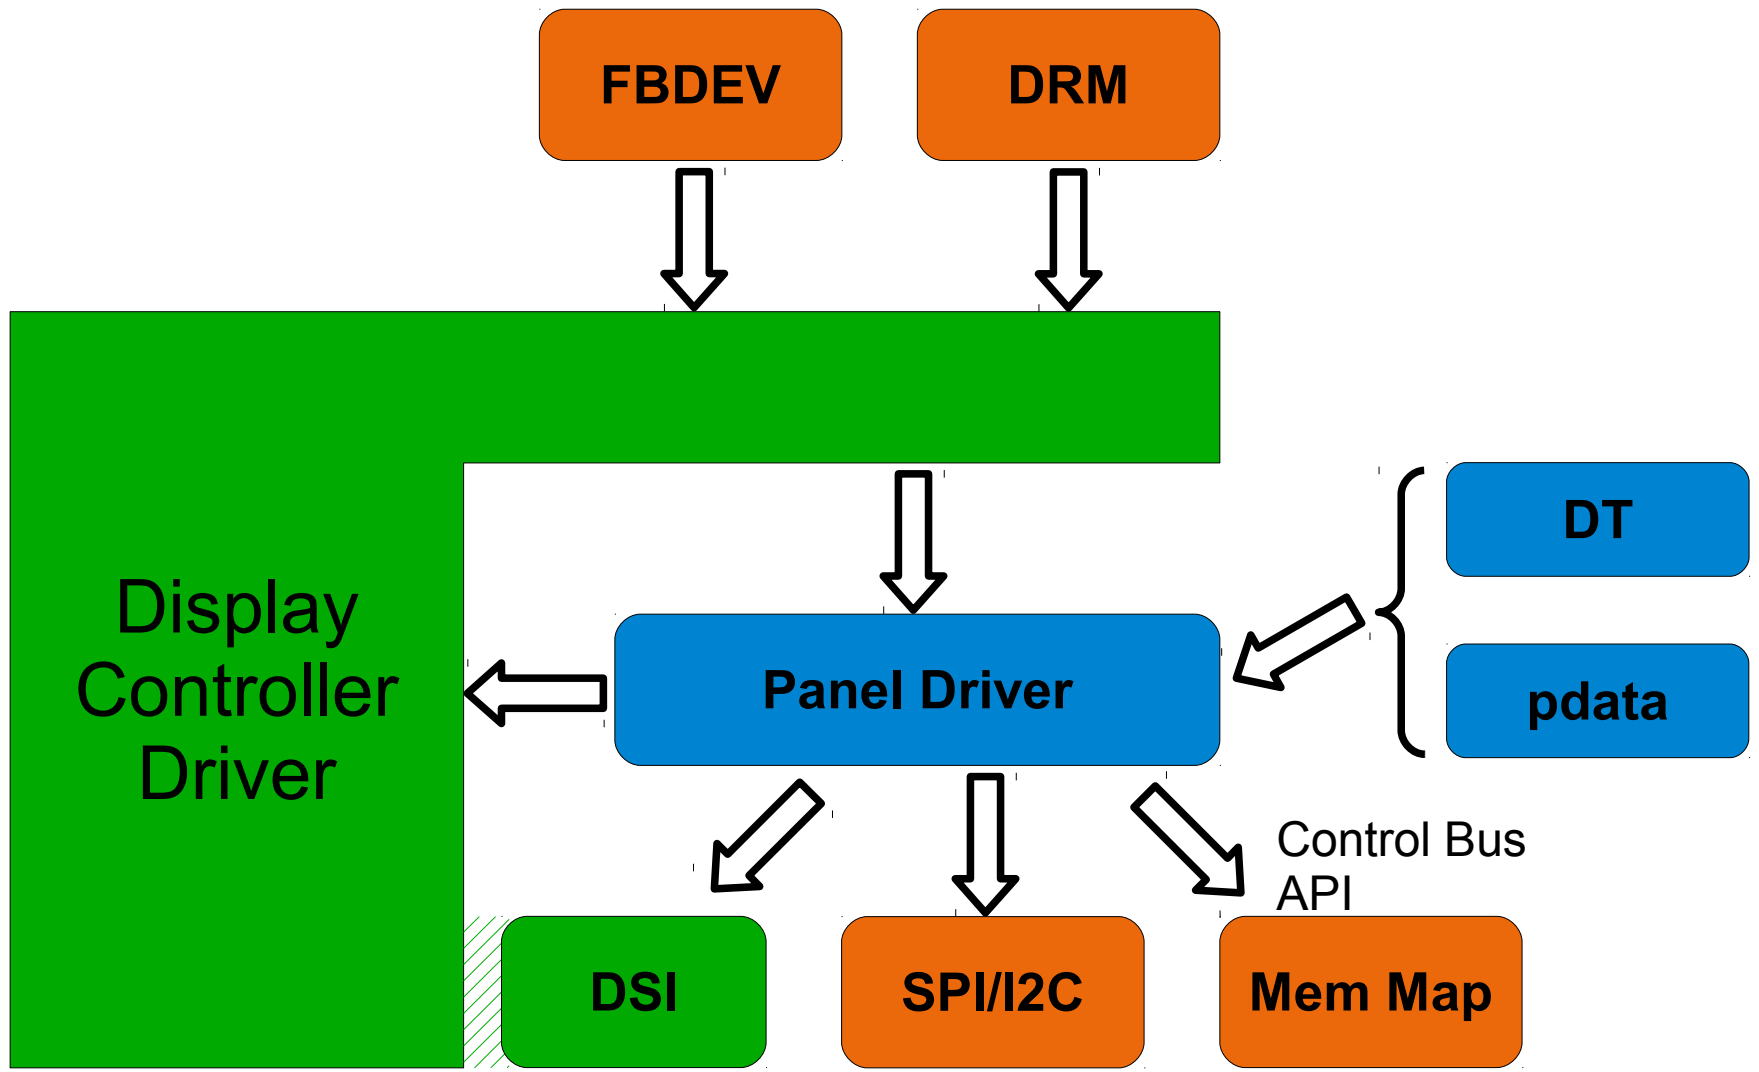 FBDEV
DRM
DT
Display
Controller
Driver
Panel Driver
pdata
Control Bus
API
DSI
SPI/I2C
Mem Map